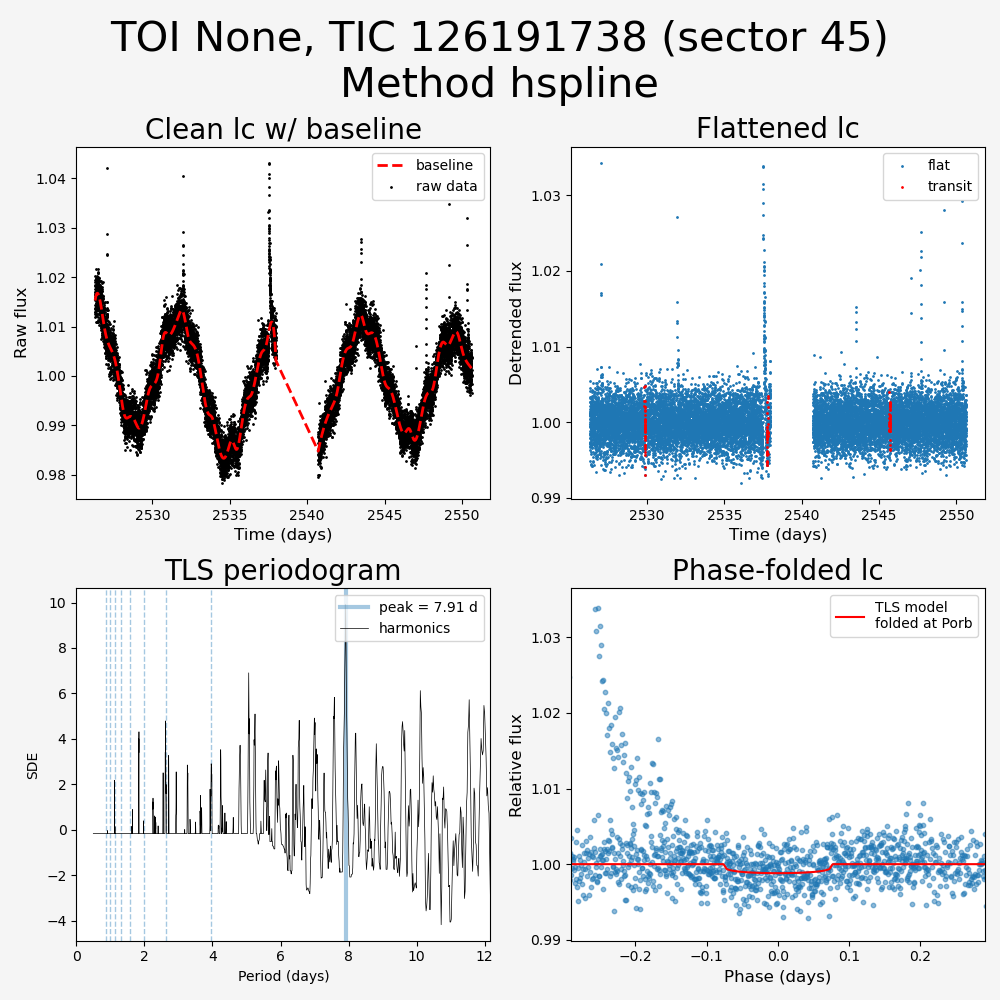 TOI None, TIC 126191738 (sector 45)
Method hspline
Clean lc w/ baseline
Flattened lc
baseline
raw data
flat
transit
1.04
1.03
1.02
1.01
1.00
0.99
0.98
Raw flux
2530
2535
2540
2545
2550
Time (days)
1.03
1.02
1.01
1.00
0.99
Detrended flux
2530
2535
2540
2545
2550
Time (days)
TLS periodogram
Phase-folded lc
peak = 7.91 d
harmonics
TLS model
folded at Porb
10
8
6
4
2
0
−2
−4
SDE
0
2
4
6
8
10
12
Period (days)
1.03
1.02
1.01
1.00
0.99
Relative flux
−0.2
−0.1
0.0
0.1
0.2
Phase (days)